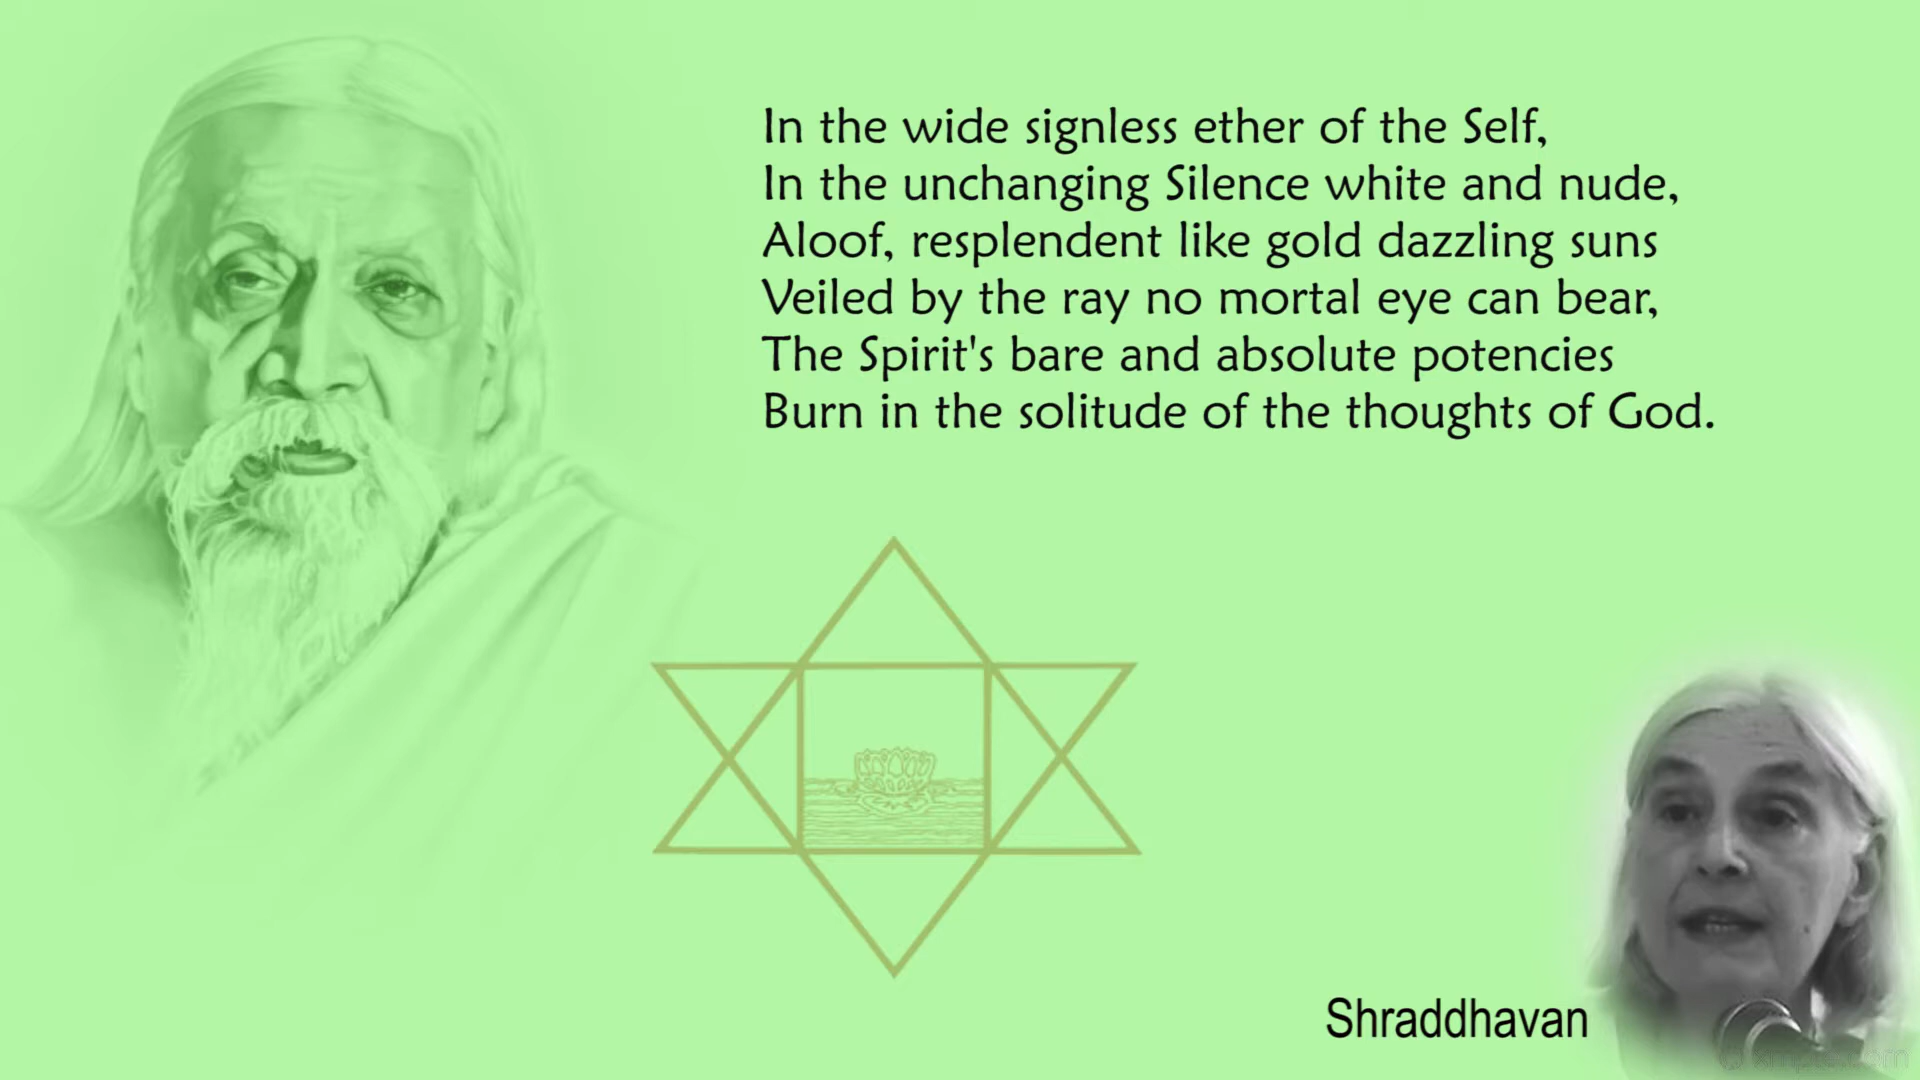 In the wide signless ether of the Self,
In the unchanging Silence white and nude,
Aloof, resplendent like gold dazzling suns
Veiled by the ray no mortal eye can bear,
The Spirit's bare and absolute potencies
Burn in the solitude of the thoughts of God.
Shraddhavan